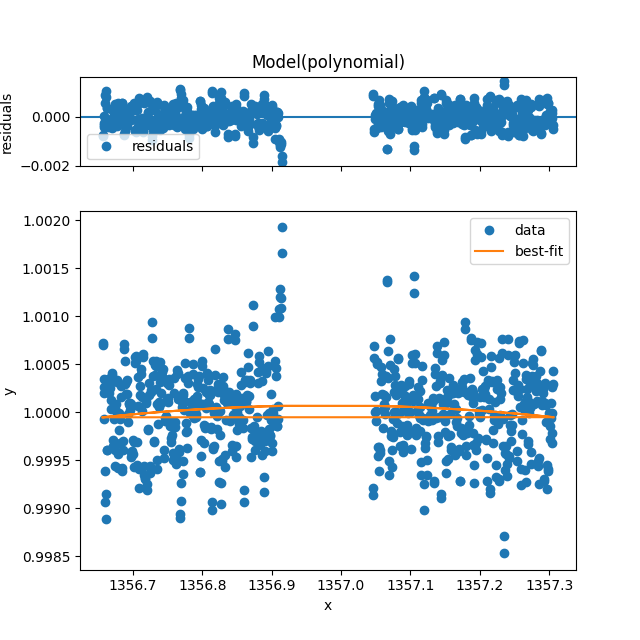 Model(polynomial)
residuals
0.000
−0.002
residuals
1.0020
1.0015
1.0010
1.0005
1.0000
0.9995
0.9990
0.9985
y
data
best-fit
1356.7 1356.8 1356.9 1357.0 1357.1 1357.2 1357.3
x